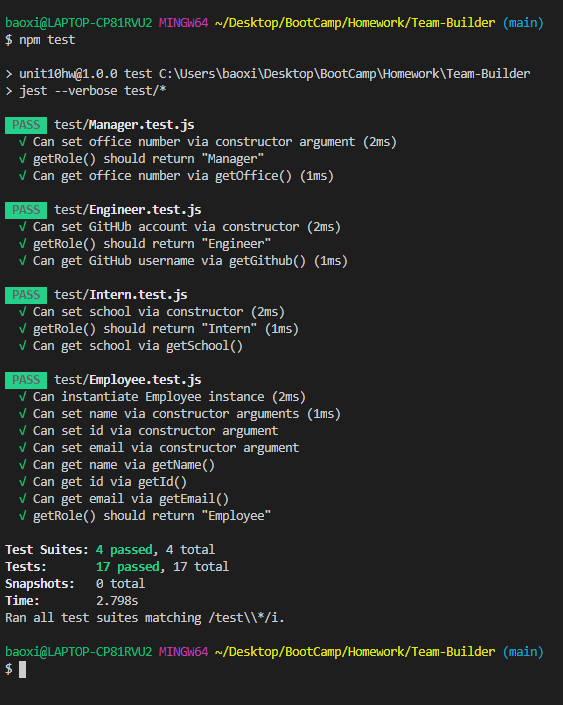 baoxi@LAPTOP-CP81RVU2 MINGW64 ~/Desktop/BootCamp/Homework/Team-Builder (main)
$ npm test
> unit10hw@1.0.0 test C:\Users\baoxi\Desktop\BootCamp\Homework\Team-Builder
> jest --verbose test/*
PASS test/Manager.test.js
√ Can set office number via constructor argument (2ms)
√ getRole() should return "Manager"
√ Can get office number via getOffice() (1ms)
PASS test/Engineer.test.js
√ Can set GitHUb account via constructor (2ms)
√ getRole() should return "Engineer"
√ Can get GitHub username via getGithub() (1ms)
PASS test/Intern.test.js
√ Can set school via constructor (2ms)
√ getRole() should return "Intern" (1ms)
√ Can get school via getSchool()
PASS test/Employee.test.js
√ Can instantiate Employee instance (2ms)
√ Can set name via constructor arguments (1ms)
√ Can set id via constructor argument
√ Can set email via constructor argument
√ Can get name via getName()
√ Can get id via getId()
√ Can get email via getEmail()
√ getRole() should return "Employee"
Test Suites: 4 passed, 4 total
Tests: 17 passed, 17 total
Snapshots: 0 total
Time: 2.798s
Ran all test suites matching /test\\*/i.
baoxi@LAPTOP-CP81RVU2 MINGW64 ~/Desktop/BootCamp/Homework/Team-Builder (main)
$